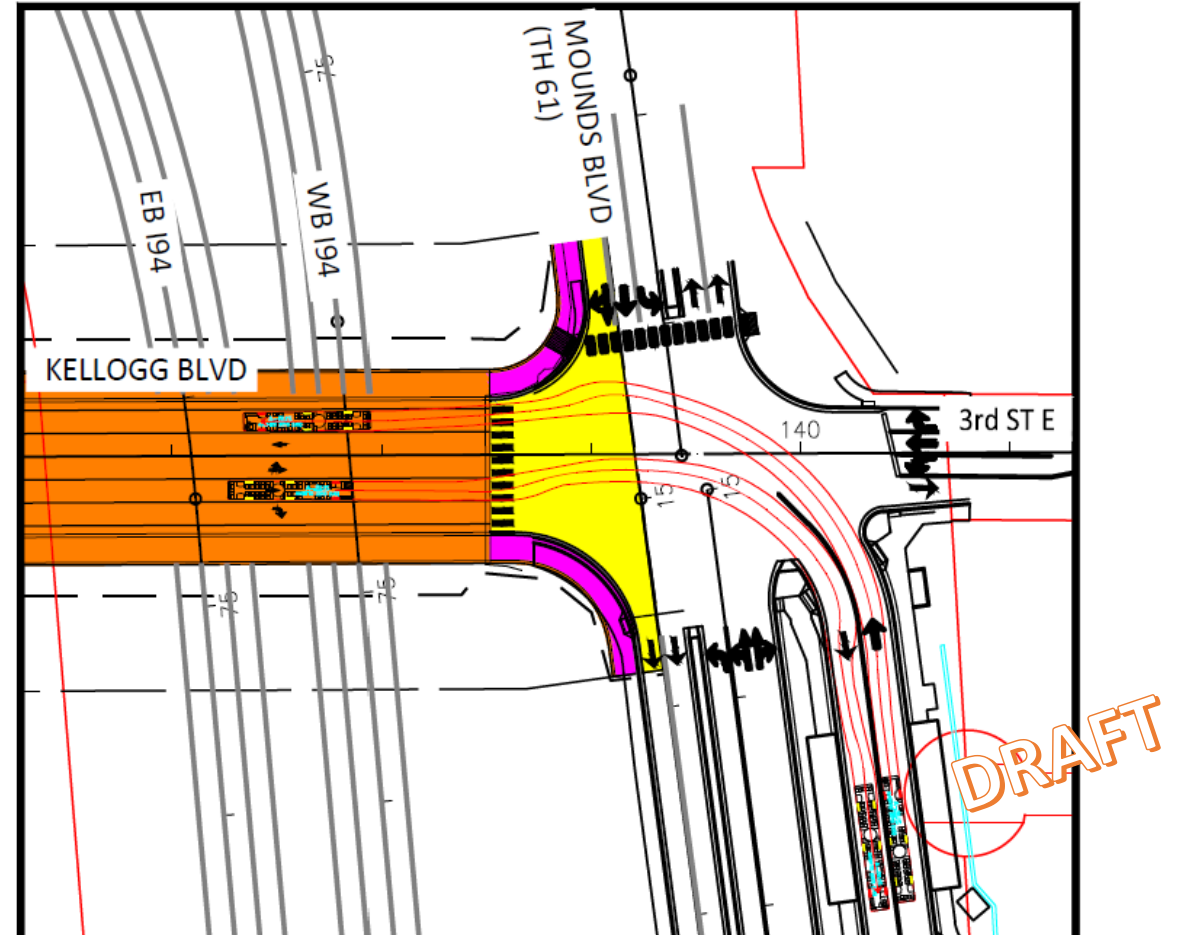 MOUNDS BLVD
(TH 61)
75
EB I94
WB I94
KELLOGG BLVD
3rd ST E
140
15
15
75
75
DRAFT